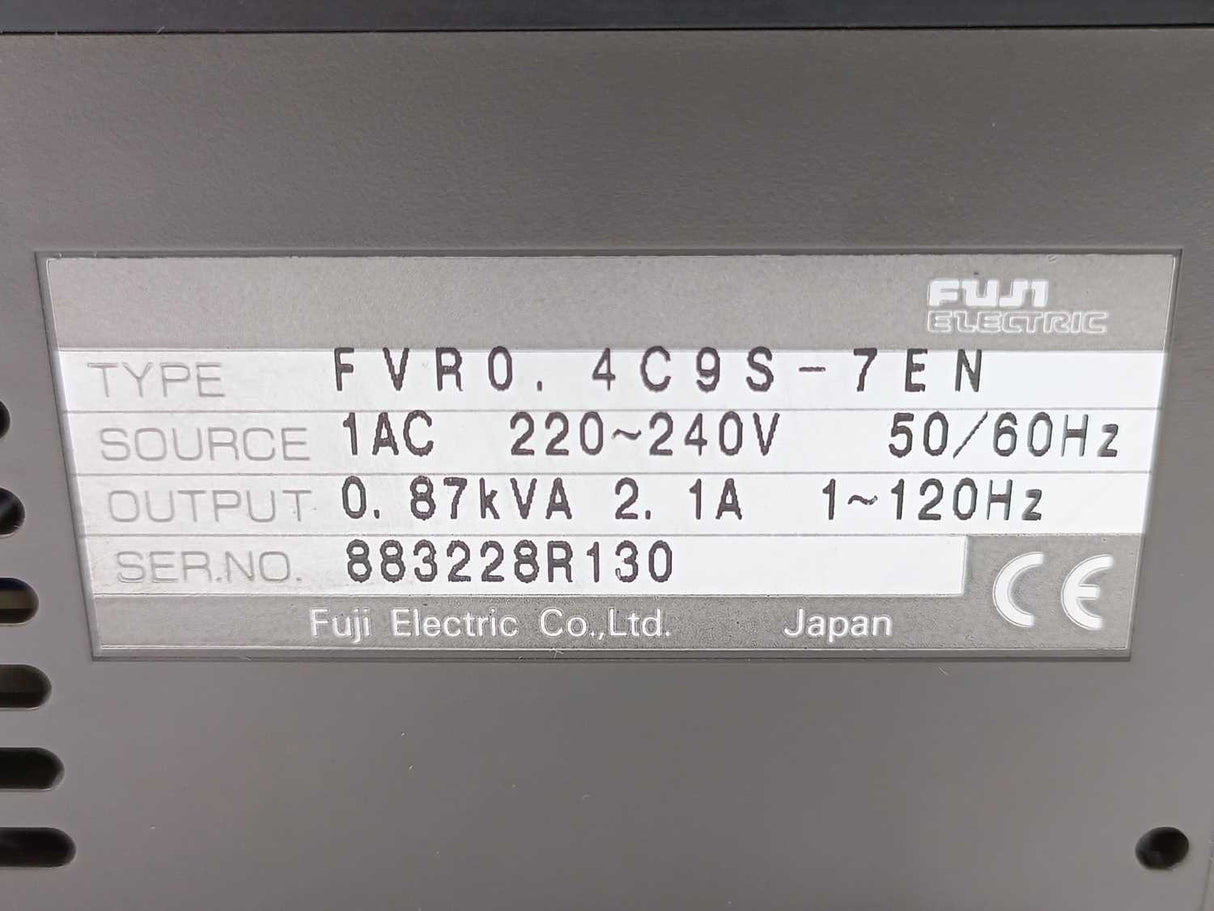 FUJI
ELECTRIC
TYPE FVR0.4C9S-7EN
SOURCE 1AC 220~240V 50/60Hz
OUTPUT 0.87kVA 2.1A 1~120Hz
SER.NO. 883228R130
CE
Fuji Electric Co.,Ltd. Japan